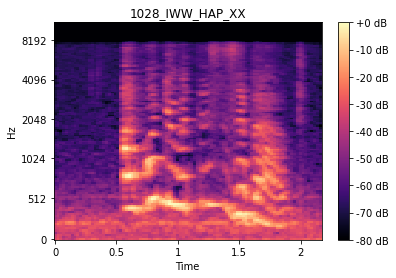 1028_IWW_HAP_XX
+0 dB
8192
-10 dB
4096
-20 dB
-30 dB
2048
Hz
-40 dB
1024
-50 dB
512
-60 dB
-70 dB
0
-80 dB
0 0.5 1 1.5 2
Time